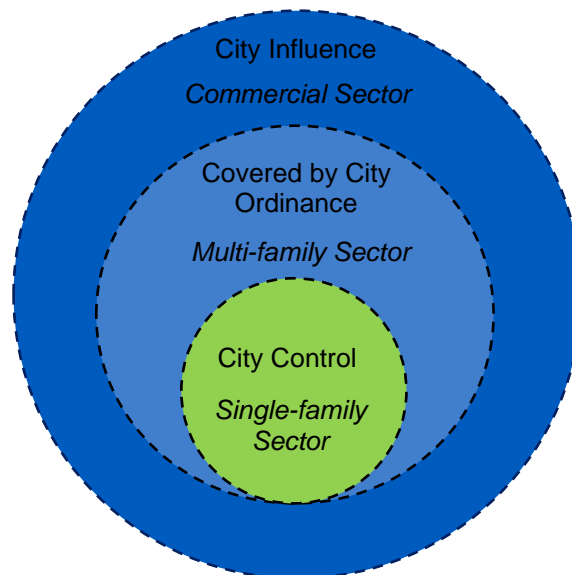 City Influence
Commercial Sector
Covered by City
Ordinance
Multi-family Sector
City Control
Single-family
Sector